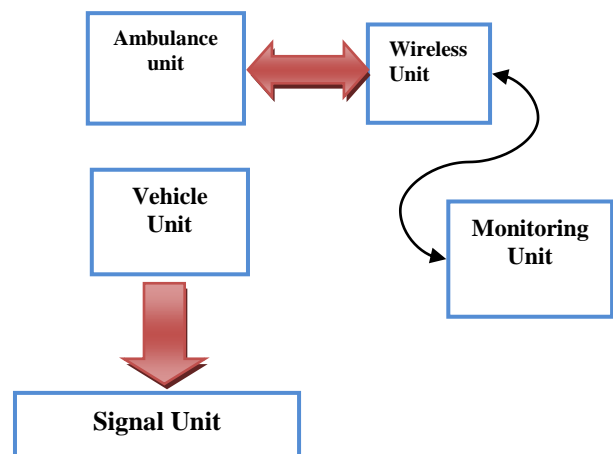 Ambulance
unit
Wireless
Unit
Vehicle
Unit
Monitoring
Unit
Signal Unit